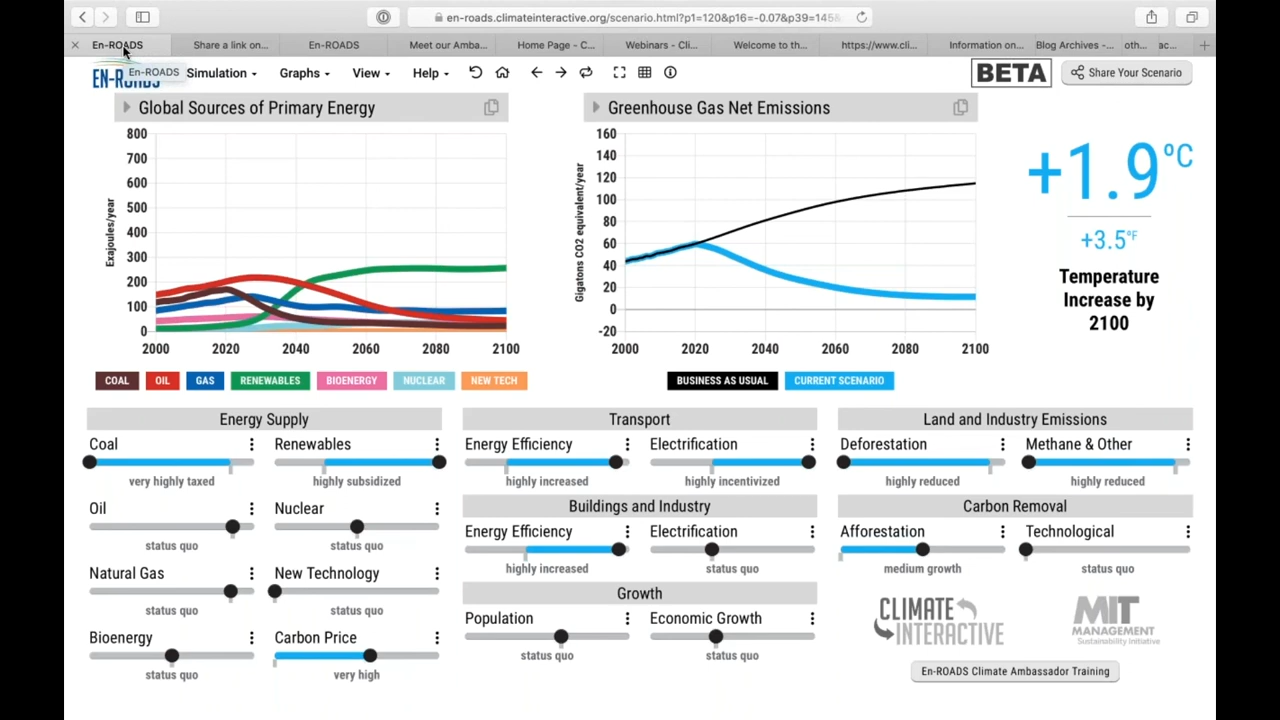 en-roads.climateinteractive.org/scenario.html?p1=120&p16=-0.07&p39=145&
En-ROADS
Share a link on...
En-ROADS
Meet our Amba...
Home Page - C...
Webinars - Cli...
Welcome to th...
https://www.cli...
Information on...
Blog Archives -...
oth...
ac...
EN-ROADS
En-ROADS
Simulation
Graphs
View
Help
BETA
Share Your Scenario
Global Sources of Primary Energy
800
700
600
500
400
300
200
100
0
Exajoules/year
2000 2020 2040 2060 2080 2100
COAL OIL GAS RENEWABLES BIOENERGY NUCLEAR NEW TECH
Greenhouse Gas Net Emissions
160
140
120
100
80
60
40
20
0
-20
Gigatons CO2 equivalent/year
2000 2020 2040 2060 2080 2100
BUSINESS AS USUAL CURRENT SCENARIO
+1.9°C
+3.5°F
Temperature
Increase by
2100
Energy Supply
Coal
very highly taxed
Renewables
highly subsidized
Oil
status quo
Nuclear
status quo
Natural Gas
status quo
New Technology
status quo
Bioenergy
status quo
Carbon Price
very high
Transport
Energy Efficiency
highly increased
Electrification
highly incentivized
Buildings and Industry
Energy Efficiency
highly increased
Electrification
status quo
Growth
Population
status quo
Economic Growth
status quo
Land and Industry Emissions
Deforestation
highly reduced
Methane & Other
highly reduced
Carbon Removal
Afforestation
medium growth
Technological
status quo
CLIMATE
INTERACTIVE
MIT
MANAGEMENT
Sustainability Initiative
En-ROADS Climate Ambassador Training